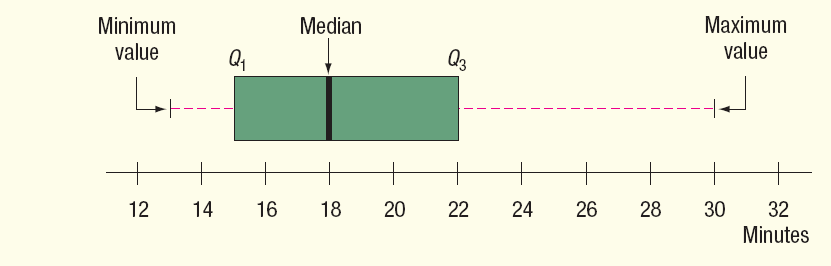 Minimum
value
Median
Maximum
value
Q1
Q3
12 14 16 18 20 22 24 26 28 30 32
Minutes